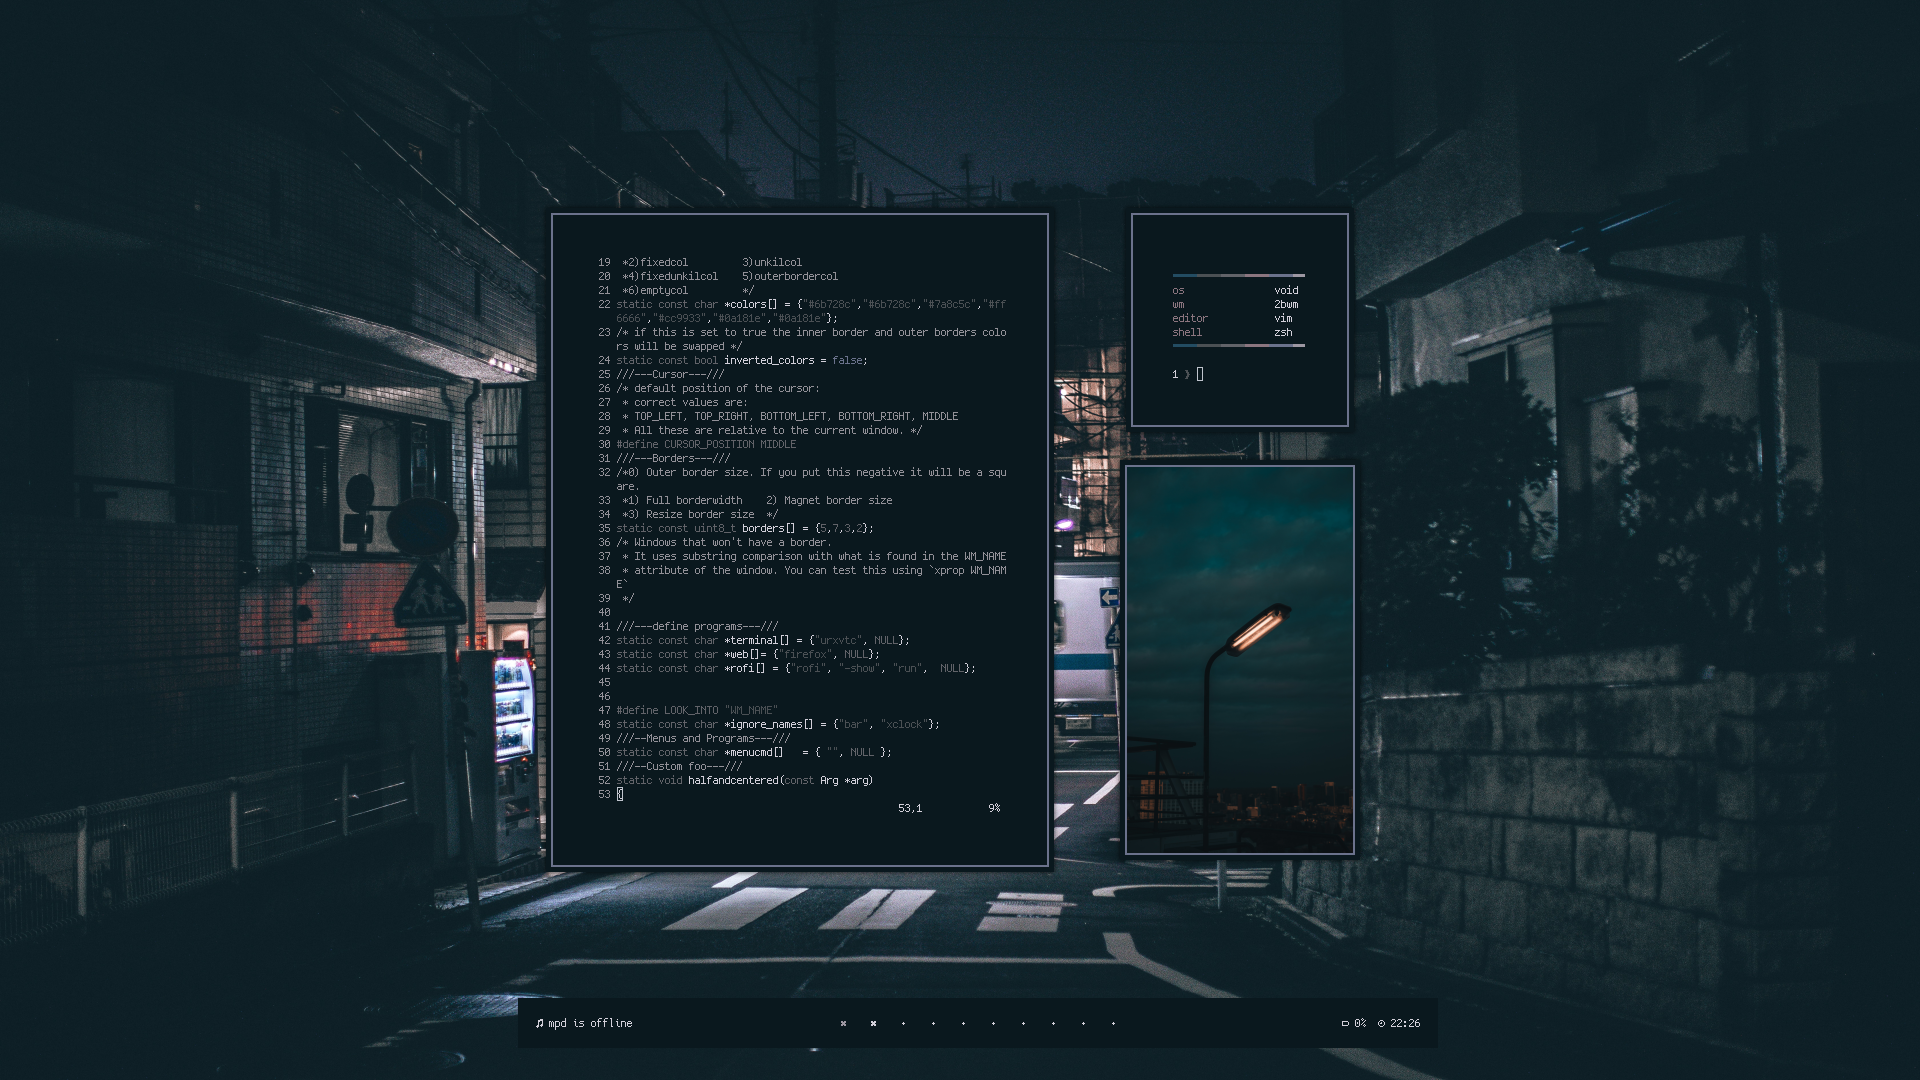 19  *2)fixedcol         3)unkilcol
20  *4)fixedunkilcol    5)outerbordercol
21  *6)emptycol         */
22 static const char *colors[] = {"#6b728c","#6b728c","#7a8c5c","#ff
6666","#cc9933","#0a181e","#0a181e"};
23 /* if this is set to true the inner border and outer borders colo
rs will be swapped */
24 static const bool inverted_colors = false;
25 ///---Cursor---///
26 /* default position of the cursor:
27  * correct values are:
28  * TOP_LEFT, TOP_RIGHT, BOTTOM_LEFT, BOTTOM_RIGHT, MIDDLE
29  * All these are relative to the current window. */
30 #define CURSOR_POSITION MIDDLE
31 ///---Borders---///
32 /*0) Outer border size. If you put this negative it will be a squ
are.
33  *1) Full borderwidth    2) Magnet border size
34  *3) Resize border size  */
35 static const uint8_t borders[] = {5,7,3,2};
36 /* Windows that won't have a border.
37  * It uses substring comparison with what is found in the WM_NAME
38  * attribute of the window. You can test this using `xprop WM_NAM
E`
39  */
40
41 ///---define programs---///
42 static const char *terminal[] = {"urxvtc", NULL};
43 static const char *web[]= {"firefox", NULL};
44 static const char *rofi[] = {"rofi", "-show", "run",  NULL};
45
46
47 #define LOOK_INTO "WM_NAME"
48 static const char *ignore_names[] = {"bar", "xclock"};
49 ///--Menus and Programs---///
50 static const char *menucmd[]   = { "", NULL };
51 ///--Custom foo---///
52 static void halfandcentered(const Arg *arg)
53 {
53,1          9%
os void
wm 2bwm
editor vim
shell zsh
1 ❯
mpd is offline
0% 22:26